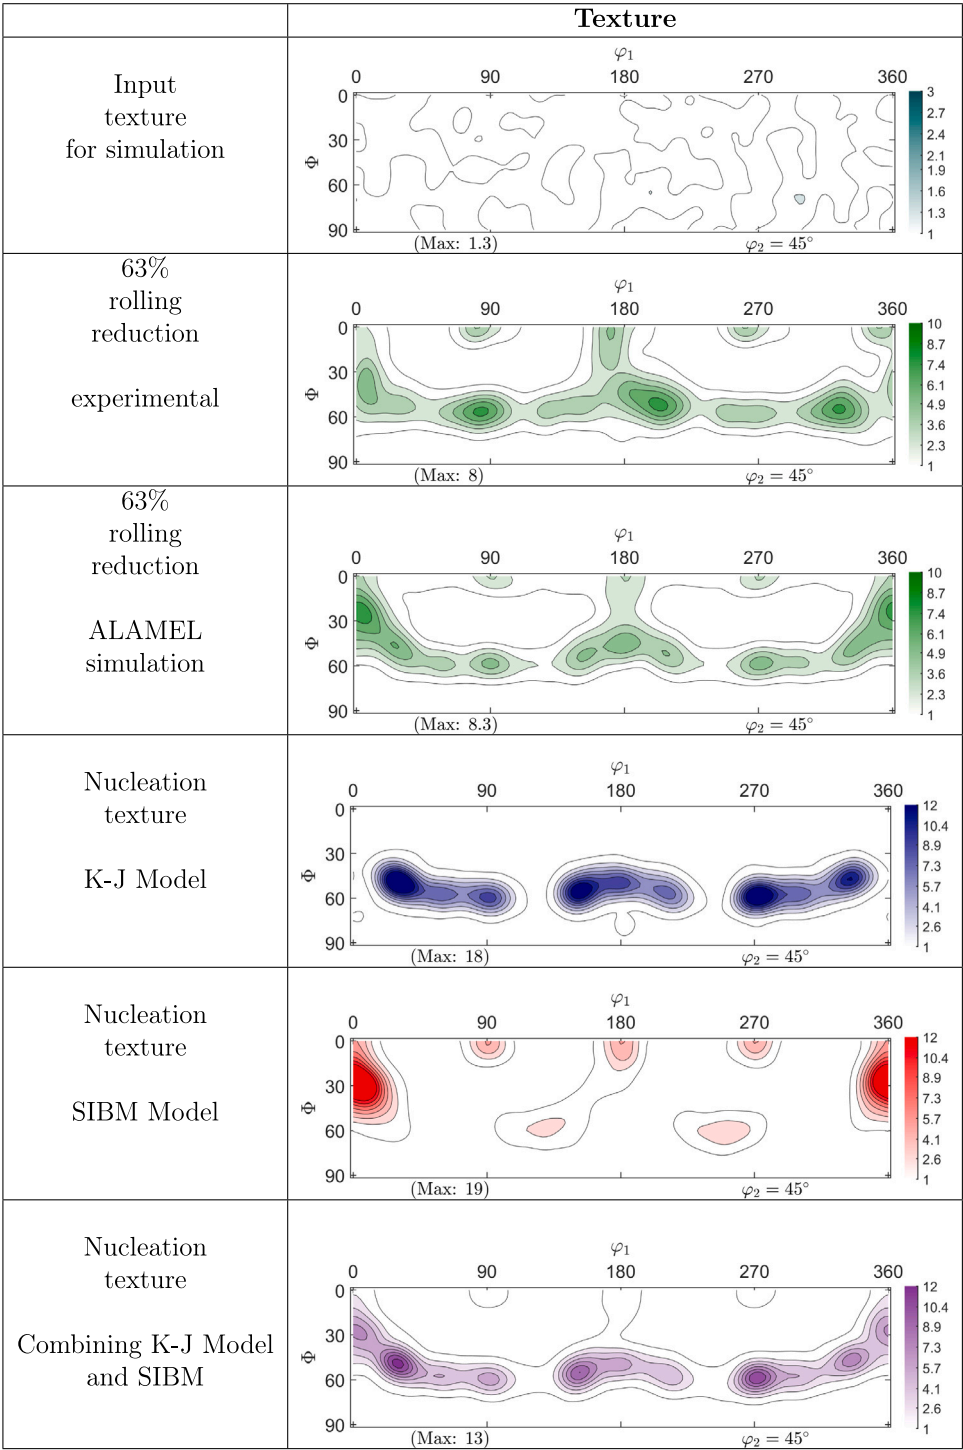 Texture
Input
texture
for simulation
φ1
0 90 180 270 360
0
30
60
90
Φ
3
2.7
2.4
2.1
1.9
1.6
1.3
1
(Max: 1.3)
φ2 = 45°
63%
rolling
reduction
experimental
φ1
0 90 180 270 360
0
30
60
90
Φ
10
8.7
7.4
6.1
4.9
3.6
2.3
1
(Max: 8)
φ2 = 45°
63%
rolling
reduction
ALAMEL
simulation
φ1
0 90 180 270 360
0
30
60
90
Φ
10
8.7
7.4
6.1
4.9
3.6
2.3
1
(Max: 8.3)
φ2 = 45°
Nucleation
texture
K-J Model
φ1
0 90 180 270 360
0
30
60
90
Φ
12
10.4
8.9
7.3
5.7
4.1
2.6
1
(Max: 18)
φ2 = 45°
Nucleation
texture
SIBM Model
φ1
0 90 180 270 360
0
30
60
90
Φ
12
10.4
8.9
7.3
5.7
4.1
2.6
1
(Max: 19)
φ2 = 45°
Nucleation
texture
Combining K-J Model
and SIBM
φ1
0 90 180 270 360
0
30
60
90
Φ
12
10.4
8.9
7.3
5.7
4.1
2.6
1
(Max: 13)
φ2 = 45°